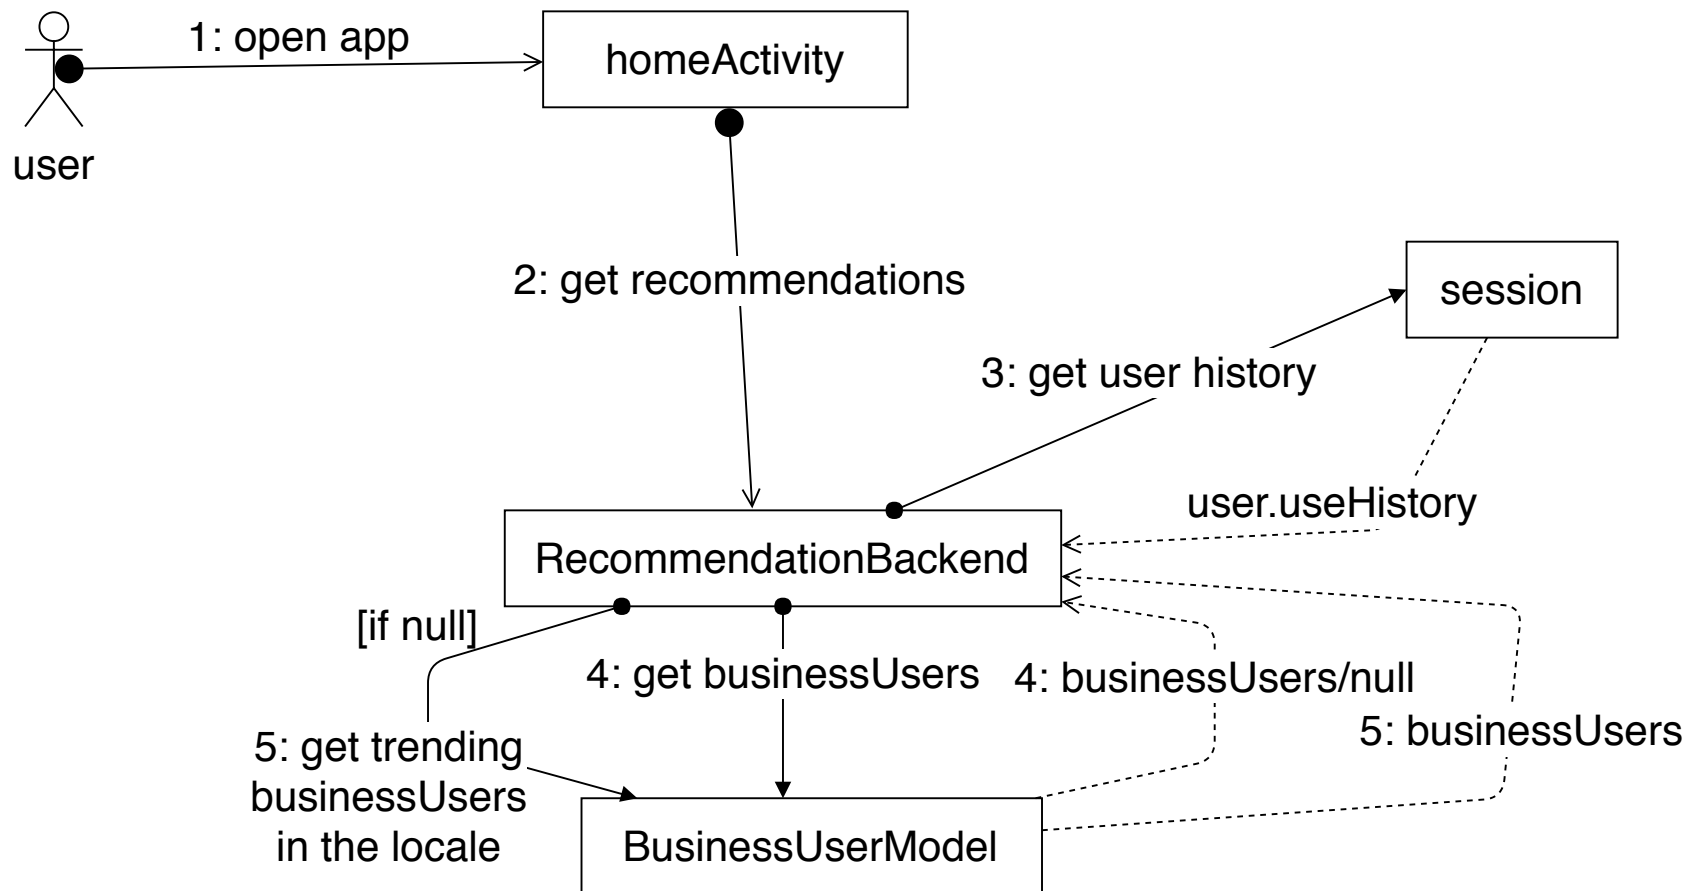 1: open app
homeActivity
user
2: get recommendations
session
3: get user history
user.useHistory
RecommendationBackend
[if null]
4: get businessUsers
4: businessUsers/null
5: businessUsers
5: get trending
businessUsers
in the locale
BusinessUserModel